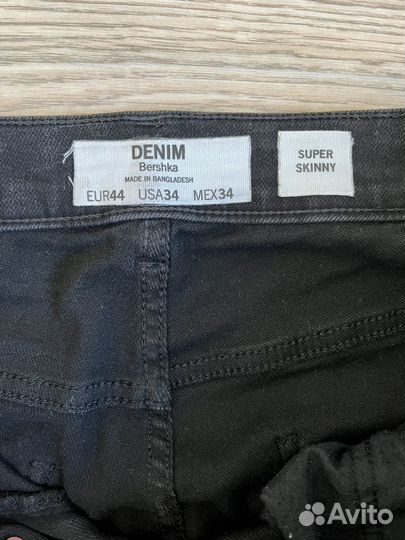 DENIM
Bershka
MADE IN BANGLADESH
EUR44 USA34 MEX34
SUPER
SKINNY
Avito